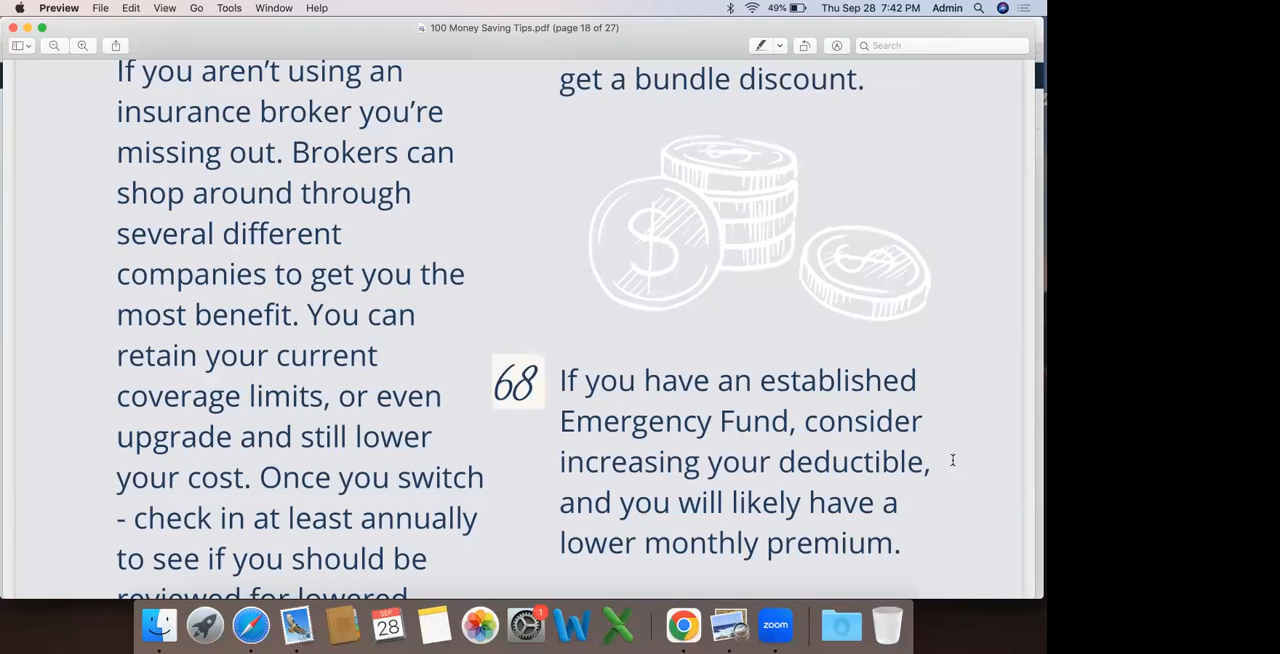 Preview File Edit View Go Tools Window Help 49% Thu Sep 28 7:42 PM Admin
100 Money Saving Tips.pdf (page 18 of 27)
Search
If you aren't using an
insurance broker you're
missing out. Brokers can
shop around through
several different
companies to get you the
most benefit. You can
retain your current
coverage limits, or even
upgrade and still lower
your cost. Once you switch
- check in at least annually
to see if you should be
reviewed for lowered
get a bundle discount.
$
68
If you have an established
Emergency Fund, consider
increasing your deductible,
and you will likely have a
lower monthly premium.
SEP
28
1
zoom